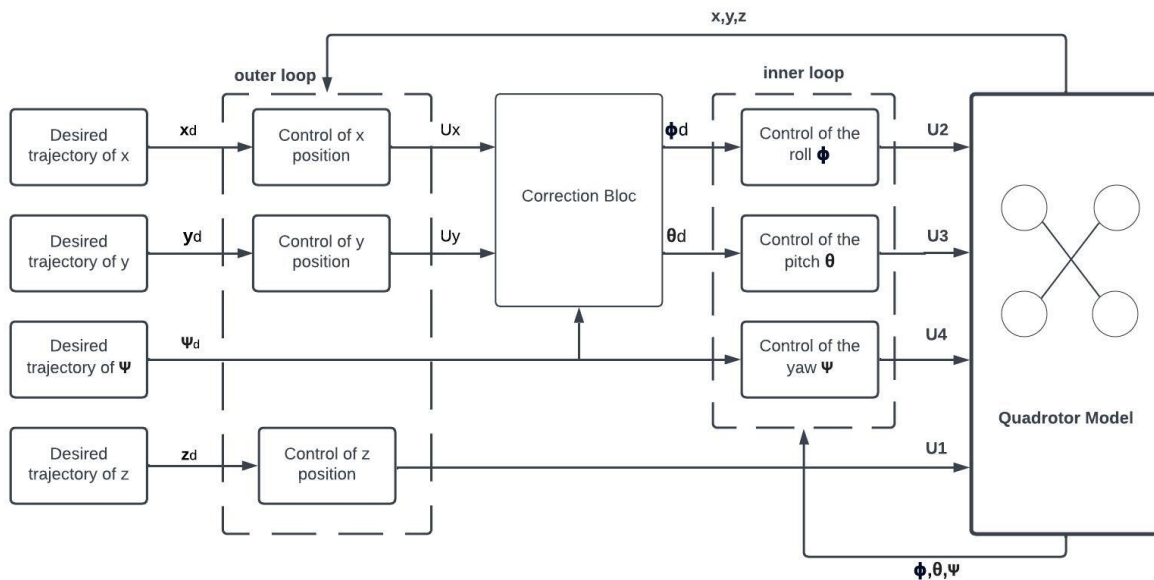 x,y,z
outer loop
inner loop
Desired
trajectory of x
xd
Control of x
position
Ux
Correction Bloc
ϕd
Control of the
roll ϕ
U2
Desired
trajectory of y
yd
Control of y
position
Uy
θd
Control of the
pitch θ
U3
Desired
trajectory of Ψ
Ψd
Control of the
yaw Ψ
U4
Quadrotor Model
Desired
trajectory of z
zd
Control of z
position
U1
ϕ,θ,Ψ